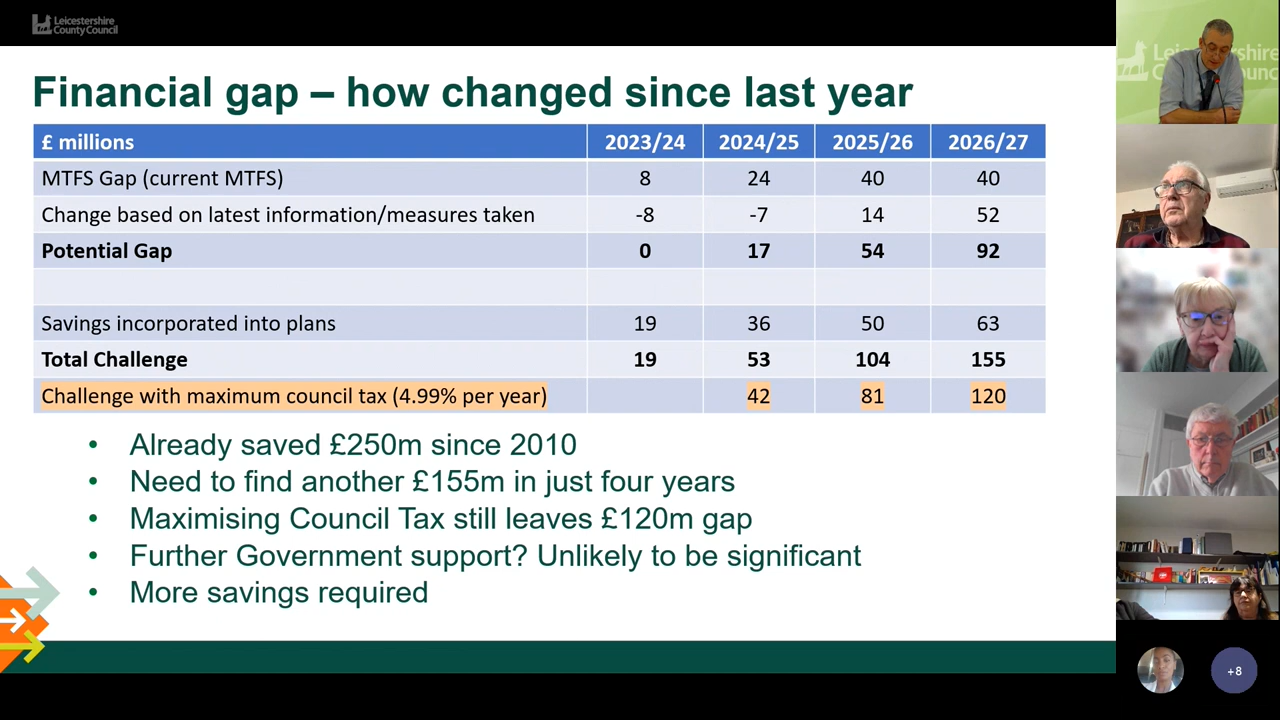 Leicestershire
County Council
Financial gap – how changed since last year
£ millions 2023/24 2024/25 2025/26 2026/27
MTFS Gap (current MTFS) 8 24 40 40
Change based on latest information/measures taken -8 -7 14 52
Potential Gap 0 17 54 92
Savings incorporated into plans 19 36 50 63
Total Challenge 19 53 104 155
Challenge with maximum council tax (4.99% per year) 42 81 120
• Already saved £250m since 2010
• Need to find another £155m in just four years
• Maximising Council Tax still leaves £120m gap
• Further Government support? Unlikely to be significant
• More savings required
+8